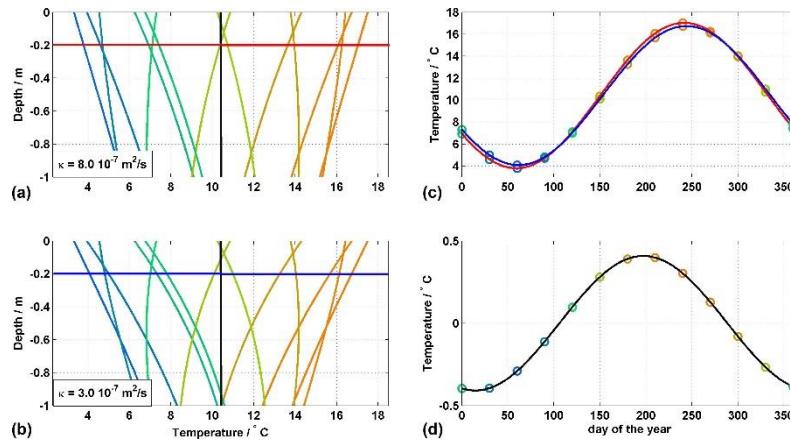 0
-0.2
-0.4
-0.6
-0.8
-1
Depth / m
κ = 8.0 10⁻⁷ m²/s
4 6 8 10 12 14 16 18
(a)
18
16
14
12
10
8
6
4
Temperature / °C
0 50 100 150 200 250 300 350
(c)
0
-0.2
-0.4
-0.6
-0.8
-1
Depth / m
κ = 3.0 10⁻⁷ m²/s
4 6 8 10 12 14 16 18
(b)
Temperature / °C
0.5
0
-0.5
Temperature / °C
0 50 100 150 200 250 300 350
(d)
day of the year